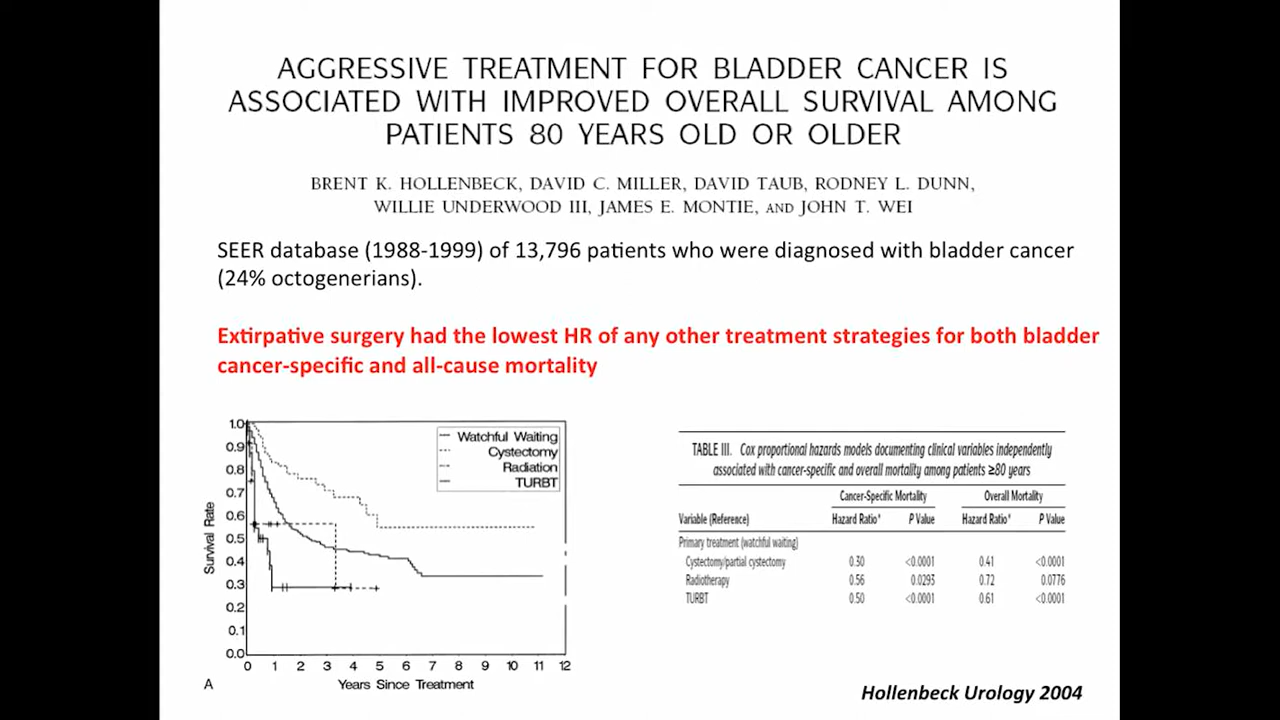 AGGRESSIVE TREATMENT FOR BLADDER CANCER IS
ASSOCIATED WITH IMPROVED OVERALL SURVIVAL AMONG
PATIENTS 80 YEARS OLD OR OLDER
BRENT K. HOLLENBECK, DAVID C. MILLER, DAVID TAUB, RODNEY L. DUNN,
WILLIE UNDERWOOD III, JAMES E. MONTIE, AND JOHN T. WEI
SEER database (1988-1999) of 13,796 patients who were diagnosed with bladder cancer
(24% octogenerians).
Extirpative surgery had the lowest HR of any other treatment strategies for both bladder
cancer-specific and all-cause mortality
1.0
0.9
0.8
0.7
0.6
0.5
0.4
0.3
0.2
0.1
0.0
Survival Rate
Watchful Waiting
Cystectomy
Radiation
TURBT
0 1 2 3 4 5 6 7 8 9 10 11 12
A Years Since Treatment
TABLE III. Cox proportional hazards models documenting clinical variables independently
associated with cancer-specific and overall mortality among patients ≥80 years
Cancer-Specific Mortality Overall Mortality
Variable (Reference) Hazard Ratio* P Value Hazard Ratio* P Value
Primary treatment (watchful waiting)
Cystectomy/partial cystectomy 0.30 <0.0001 0.41 <0.0001
Radiotherapy 0.56 0.0293 0.72 0.0776
TURBT 0.50 <0.0001 0.61 <0.0001
Hollenbeck Urology 2004